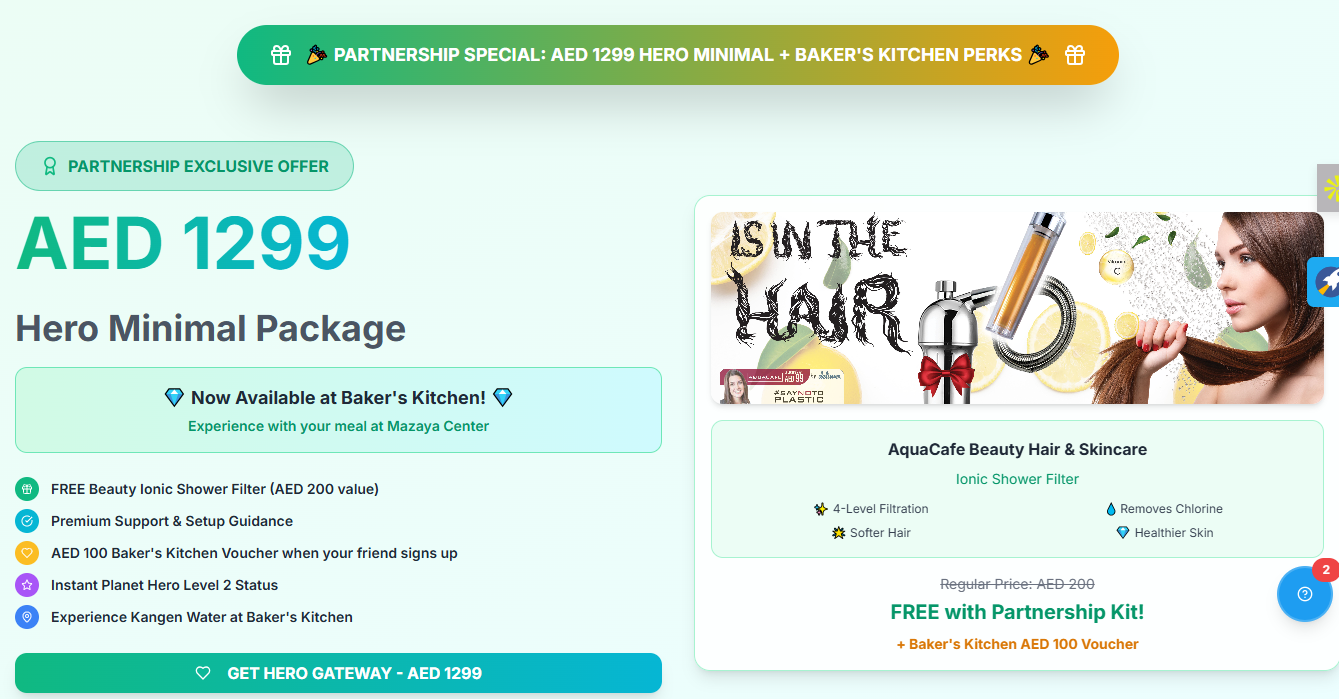 PARTNERSHIP SPECIAL: AED 1299 HERO MINIMAL + BAKER'S KITCHEN PERKS
PARTNERSHIP EXCLUSIVE OFFER
AED 1299
Hero Minimal Package
Now Available at Baker's Kitchen!
Experience with your meal at Mazaya Center
FREE Beauty Ionic Shower Filter (AED 200 value)
Premium Support & Setup Guidance
AED 100 Baker's Kitchen Voucher when your friend signs up
Instant Planet Hero Level 2 Status
Experience Kangen Water at Baker's Kitchen
GET HERO GATEWAY - AED 1299
IS IN THE
HAIR
Vitamin
C
AQUACAFE
AED 99
#SAYNOTO
PLASTIC
AquaCafe Beauty Hair & Skincare
Ionic Shower Filter
4-Level Filtration
Removes Chlorine
Softer Hair
Healthier Skin
Regular Price: AED 200
FREE with Partnership Kit!
+ Baker's Kitchen AED 100 Voucher
2